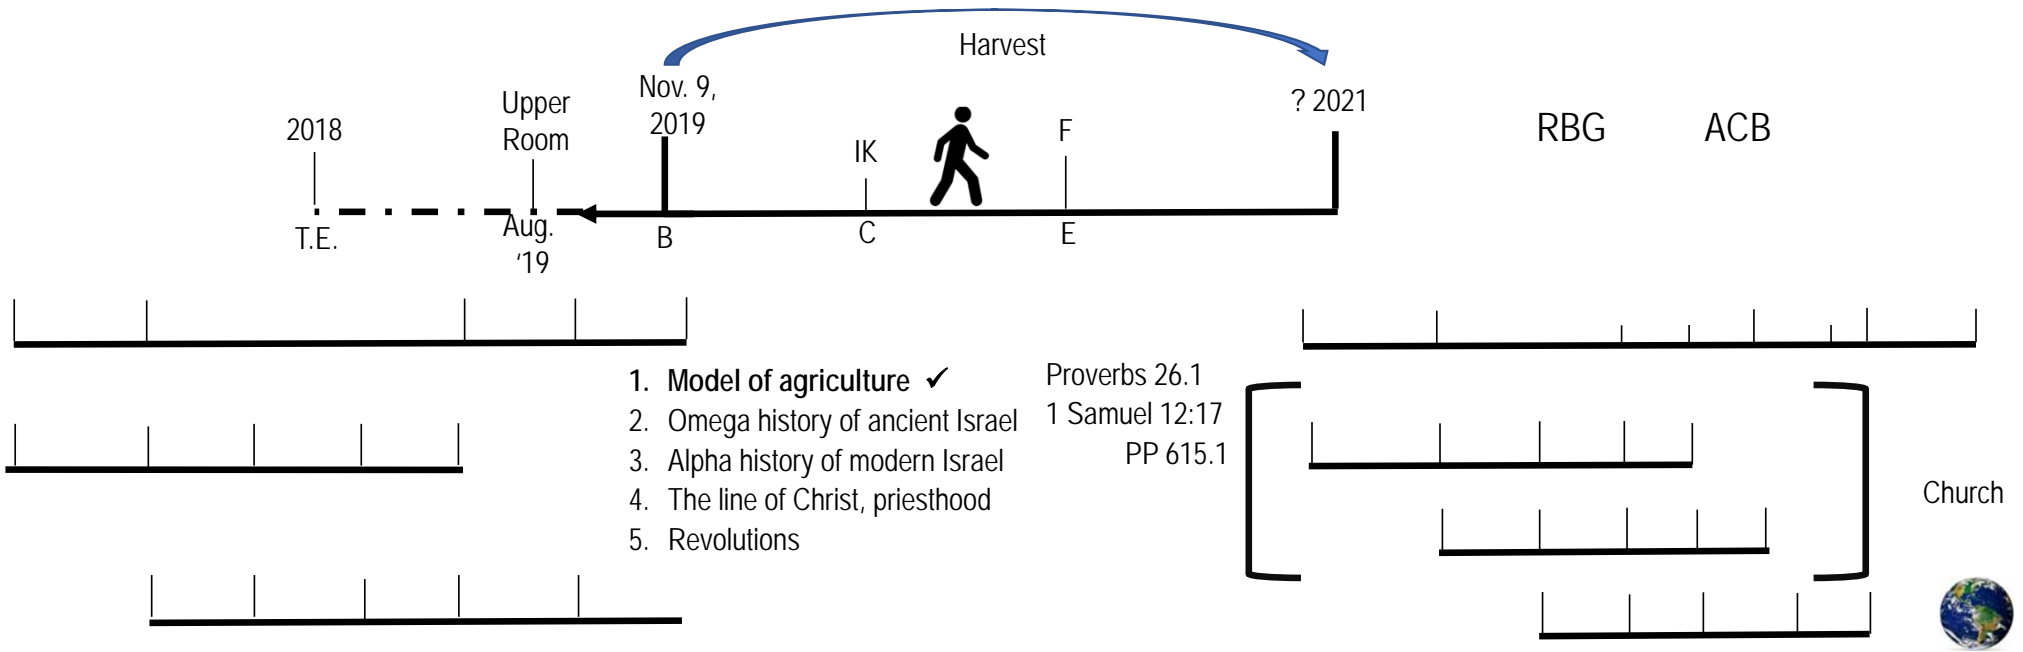 Harvest
Nov. 9,
2019
Upper
Room
2018
? 2021
IK
F
RBG
ACB
T.E.
Aug.
'19
B
C
E
1. Model of agriculture ✓
2. Omega history of ancient Israel
3. Alpha history of modern Israel
4. The line of Christ, priesthood
5. Revolutions
Proverbs 26.1
1 Samuel 12:17
PP 615.1
Church